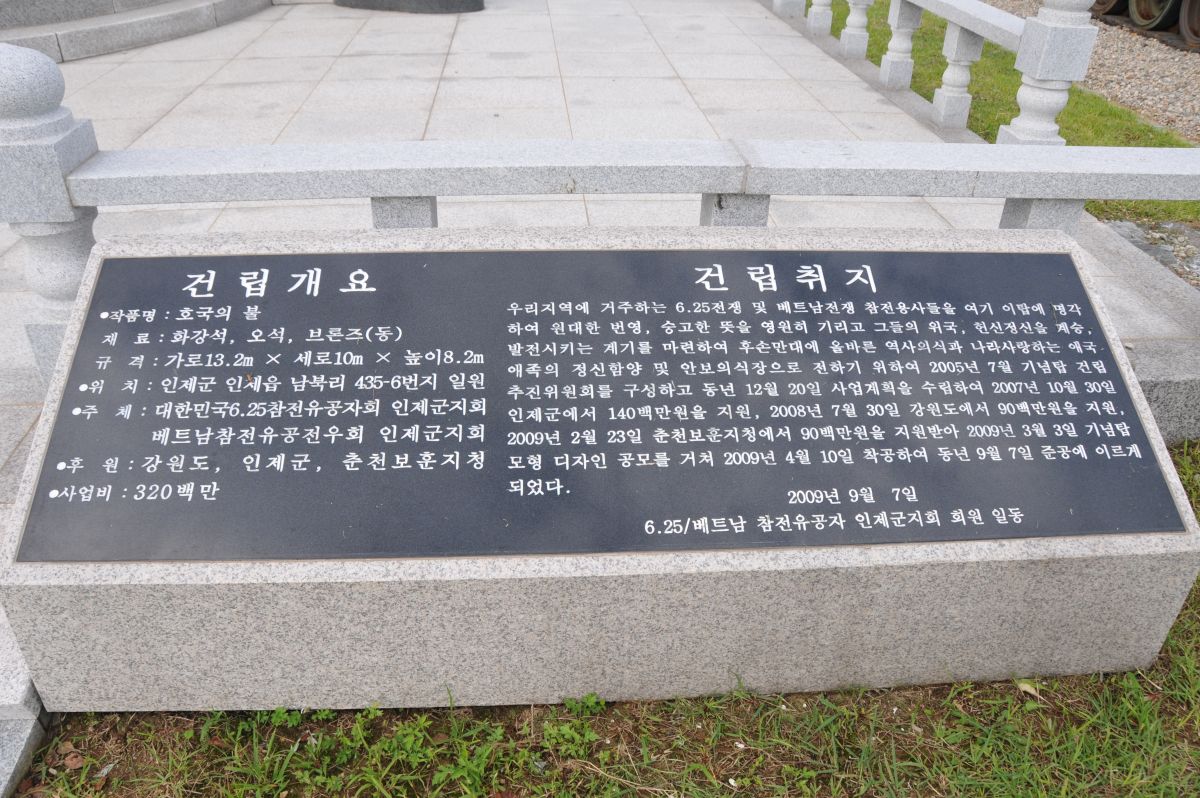 건립개요
●작품명 : 호국의 불
재 료 : 화강석, 오석, 브론즈(동)
규 격 : 가로13.2m × 세로10m × 높이8.2m
●위 치 : 인제군 인제읍 남북리 435-6번지 일원
●주 체 : 대한민국6.25참전유공자회 인제군지회
베트남참전유공전우회 인제군지회
●후 원 : 강원도, 인제군, 춘천보훈지청
●사업비 : 320백만
건립취지
우리지역에 거주하는 6.25전쟁 및 베트남전쟁 참전용사들을 여기 이탑에 명각
하여 원대한 번영, 숭고한 뜻을 영원히 기리고 그들의 위국, 헌신정신을 계승,
발전시키는 계기를 마련하여 후손만대에 올바른 역사의식과 나라사랑하는 애국·
애족의 정신함양 및 안보의식장으로 전하기 위하여 2005년 7월 기념탑 건립
추진위원회를 구성하고 동년 12월 20일 사업계획을 수립하여 2007년 10월 30일
인제군에서 140백만원을 지원, 2008년 7월 30일 강원도에서 90백만원을 지원,
2009년 2월 23일 춘천보훈지청에서 90백만원을 지원받아 2009년 3월 3일 기념탑
모형 디자인 공모를 거쳐 2009년 4월 10일 착공하여 동년 9월 7일 준공에 이르게
되었다.
2009년 9월 7일
6.25/베트남 참전유공자 인제군지회 회원 일동